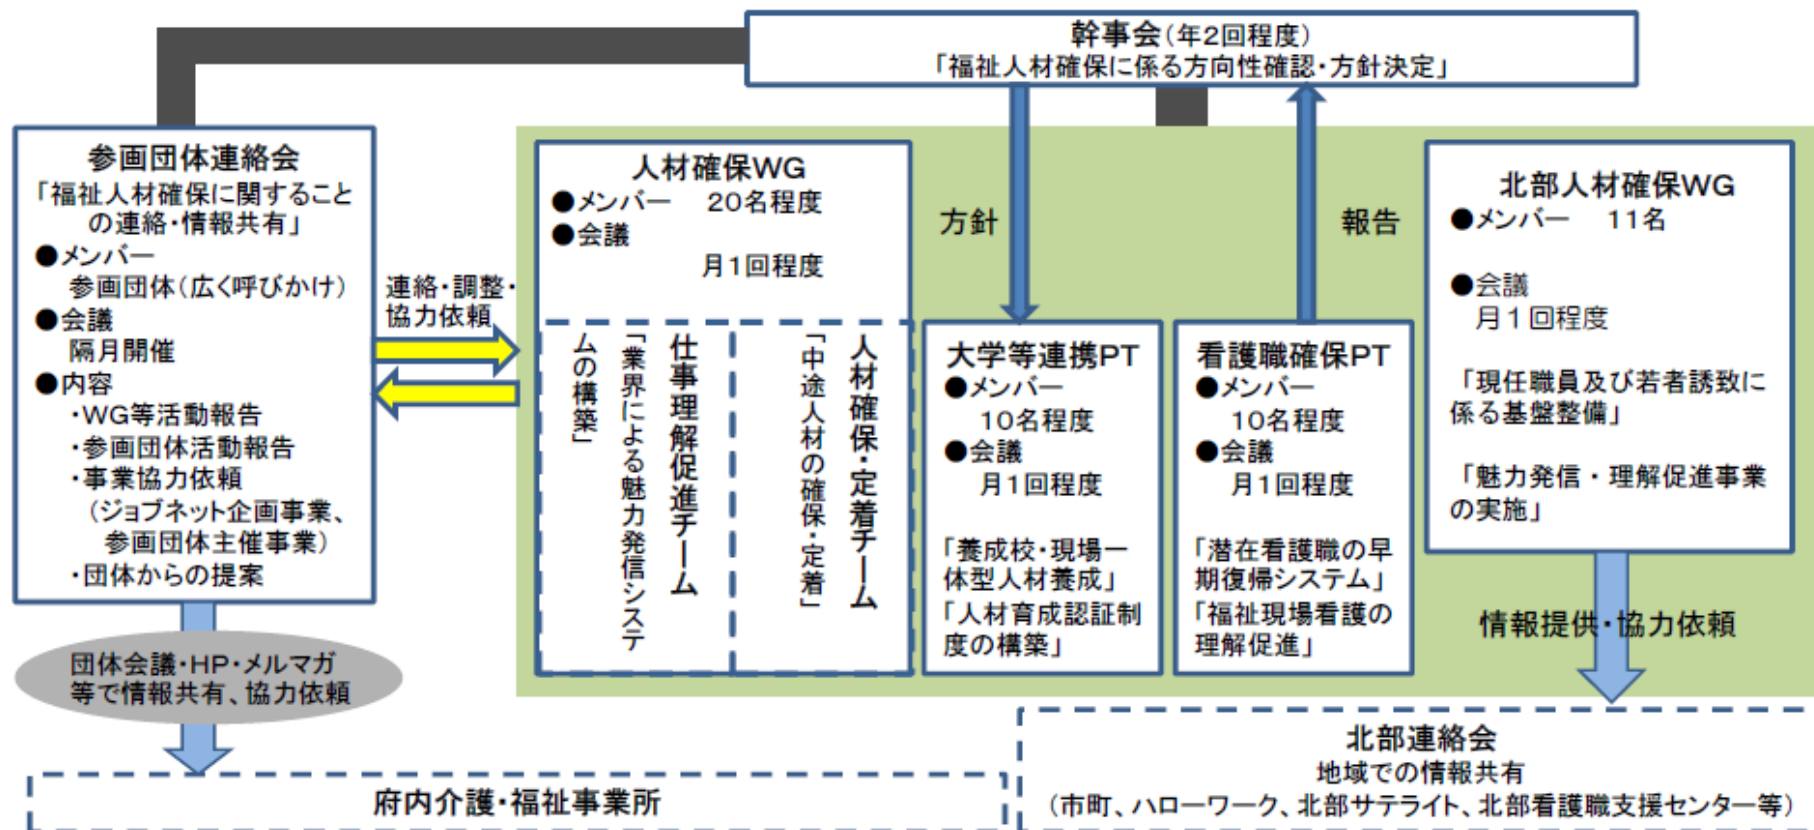 幹事会(年2回程度)
「福祉人材確保に係る方向性確認・方針決定」
参画団体連絡会
「福祉人材確保に関すること
の連絡・情報共有」
●メンバー
参画団体(広く呼びかけ)
●会議
隔月開催
●内容
・WG等活動報告
・参画団体活動報告
・事業協力依頼
(ジョブネット企画事業、
参画団体主催事業)
・団体からの提案
連絡・調整・
協力依頼
人材確保WG
●メンバー 20名程度
●会議
月1回程度
人材確保・定着チーム
「中途人材の確保・定着」
仕事理解促進チーム
「業界による魅力発信システ
ムの構築」
方針
報告
大学等連携PT
●メンバー
10名程度
●会議
月1回程度
「養成校・現場一
体型人材養成」
「人材育成認証制
度の構築」
看護職確保PT
●メンバー
10名程度
●会議
月1回程度
「潜在看護職の早
期復帰システム」
「福祉現場看護の
理解促進」
北部人材確保WG
●メンバー 11名
●会議
月1回程度
「現任職員及び若者誘致に
係る基盤整備」
「魅力発信・理解促進事業
の実施」
情報提供・協力依頼
団体会議・HP・メルマガ
等で情報共有、協力依頼
府内介護・福祉事業所
北部連絡会
地域での情報共有
(市町、ハローワーク、北部サテライト、北部看護職支援センター等)